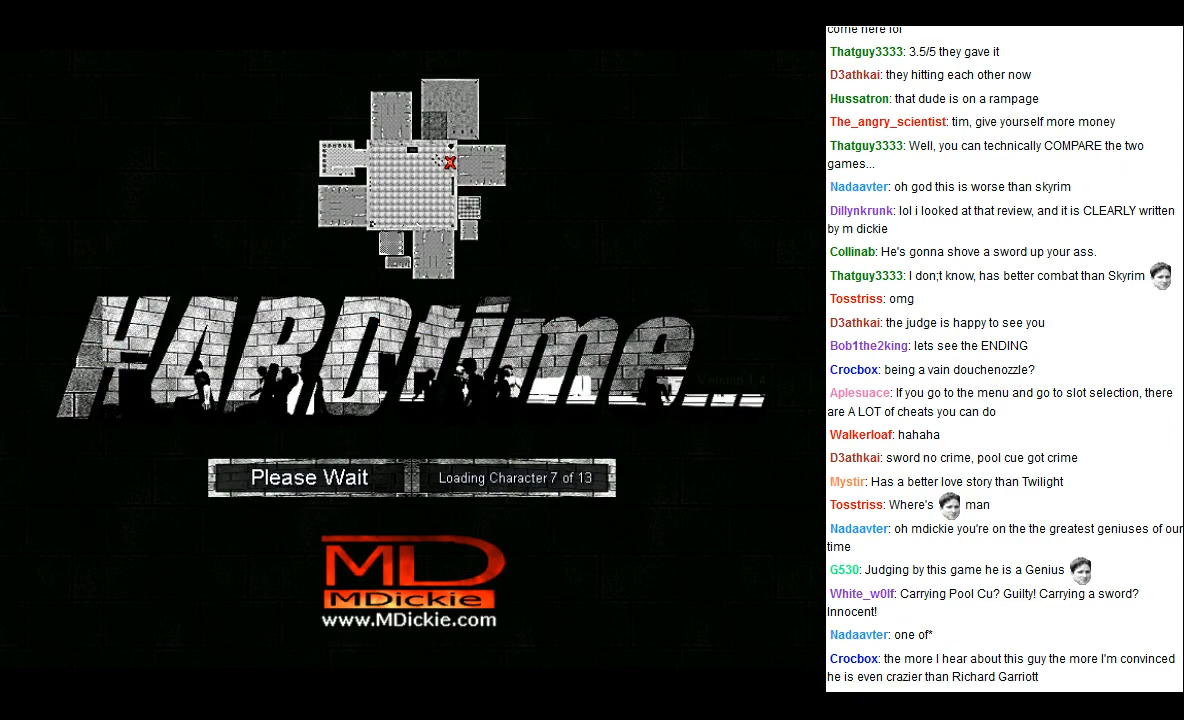 HARDtime...
Version 1.4
Please Wait
Loading Character 7 of 13
MD
MDickie
www.MDickie.com
come here lol
Thatguy3333: 3.5/5 they gave it
D3athkai: they hitting each other now
Hussatron: that dude is on a rampage
The_angry_scientist: tim, give yourself more money
Thatguy3333: Well, you can technically COMPARE the two
games...
Nadaavter: oh god this is worse than skyrim
Dillynkrunk: lol i looked at that review, and it is CLEARLY written
by m dickie
Collinab: He's gonna shove a sword up your ass.
Thatguy3333: I don;t know, has better combat than Skyrim
Tosstriss: omg
D3athkai: the judge is happy to see you
Bob1the2king: lets see the ENDING
Crocbox: being a vain douchenozzle?
Aplesuace: If you go to the menu and go to slot selection, there
are A LOT of cheats you can do
Walkerloaf: hahaha
D3athkai: sword no crime, pool cue got crime
Mystir: Has a better love story than Twilight
Tosstriss: Where's man
Nadaavter: oh mdickie you're on the the greatest geniuses of our
time
G530: Judging by this game he is a Genius
White_w0lf: Carrying Pool Cu? Guilty! Carrying a sword?
Innocent!
Nadaavter: one of*
Crocbox: the more I hear about this guy the more I'm convinced
he is even crazier than Richard Garriott